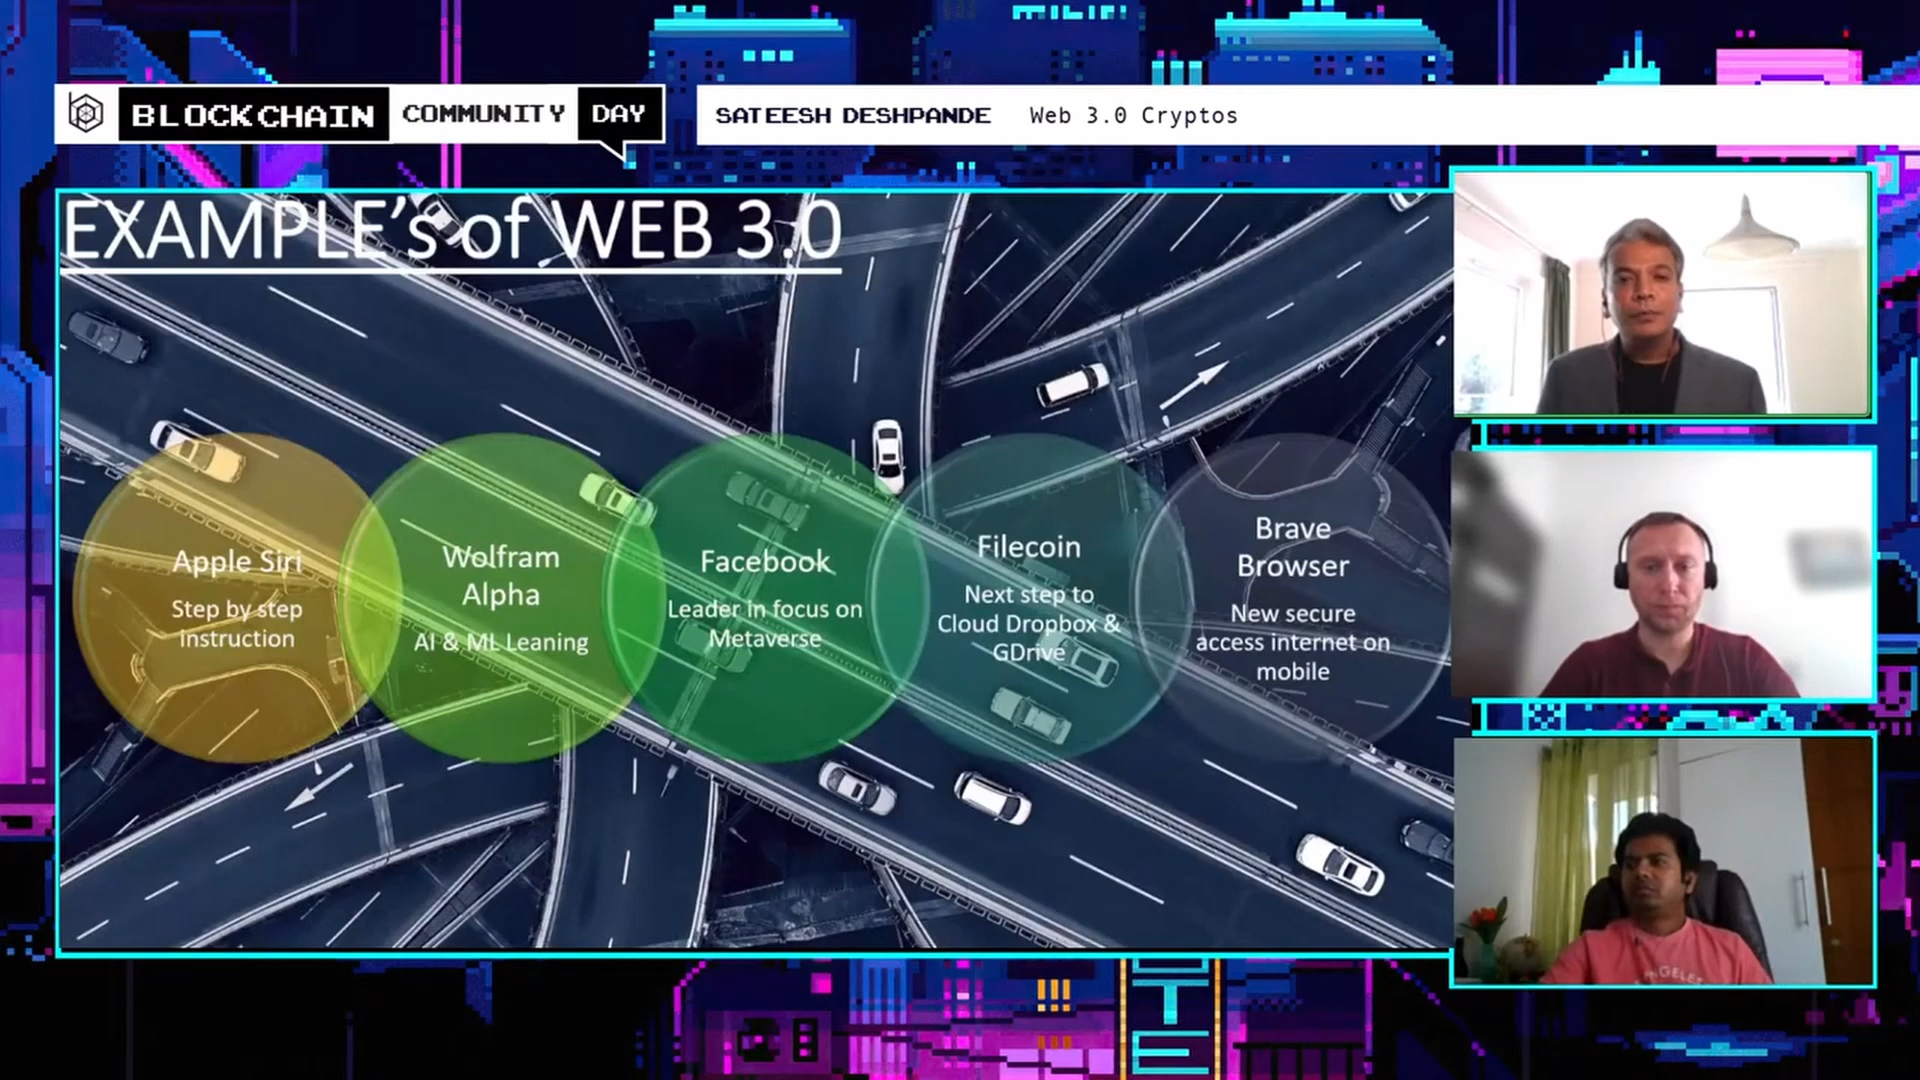 BLOCKCHAIN COMMUNITY DAY
SATEESH DESHPANDE Web 3.0 Cryptos
EXAMPLE's of WEB 3.0
Apple Siri
Step by step
instruction
Wolfram
Alpha
AI & ML Leaning
Facebook
Leader in focus on
Metaverse
Filecoin
Next step to
Cloud Dropbox &
GDrive
Brave
Browser
New secure
access internet on
mobile
TE